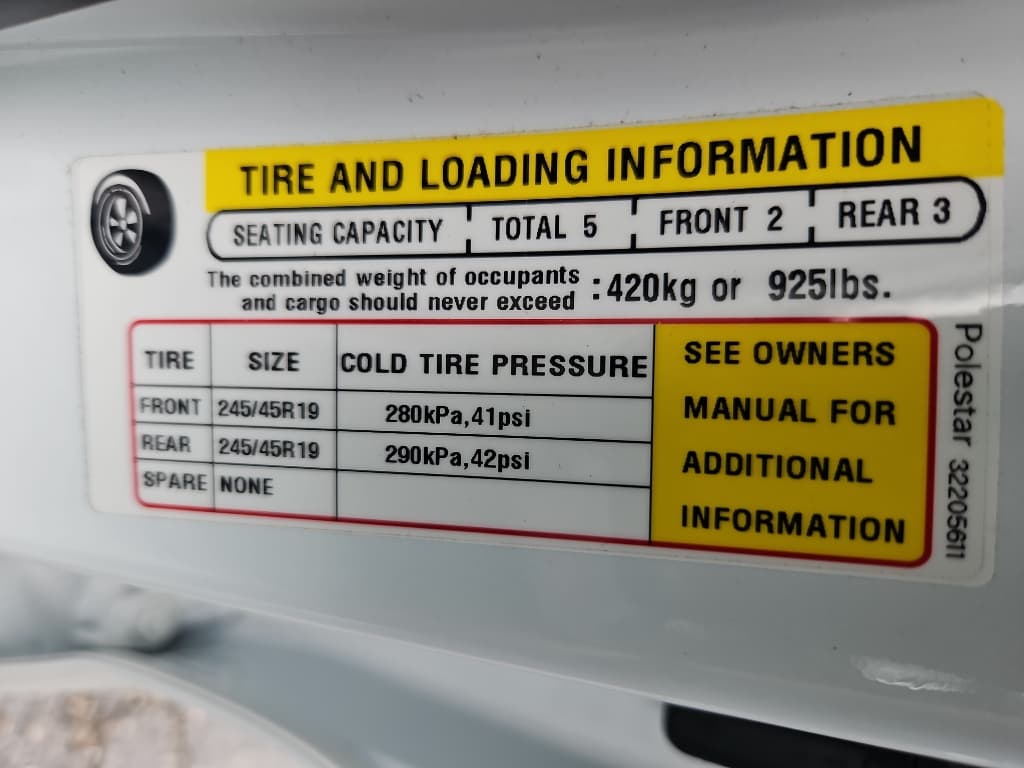 TIRE AND LOADING INFORMATION
SEATING CAPACITY TOTAL 5 FRONT 2 REAR 3
The combined weight of occupants
and cargo should never exceed :420kg or 925lbs.
TIRE SIZE COLD TIRE PRESSURE
FRONT 245/45R19 280kPa,41psi
REAR 245/45R19 290kPa,42psi
SPARE NONE
SEE OWNERS
MANUAL FOR
ADDITIONAL
INFORMATION
Polestar 32205611